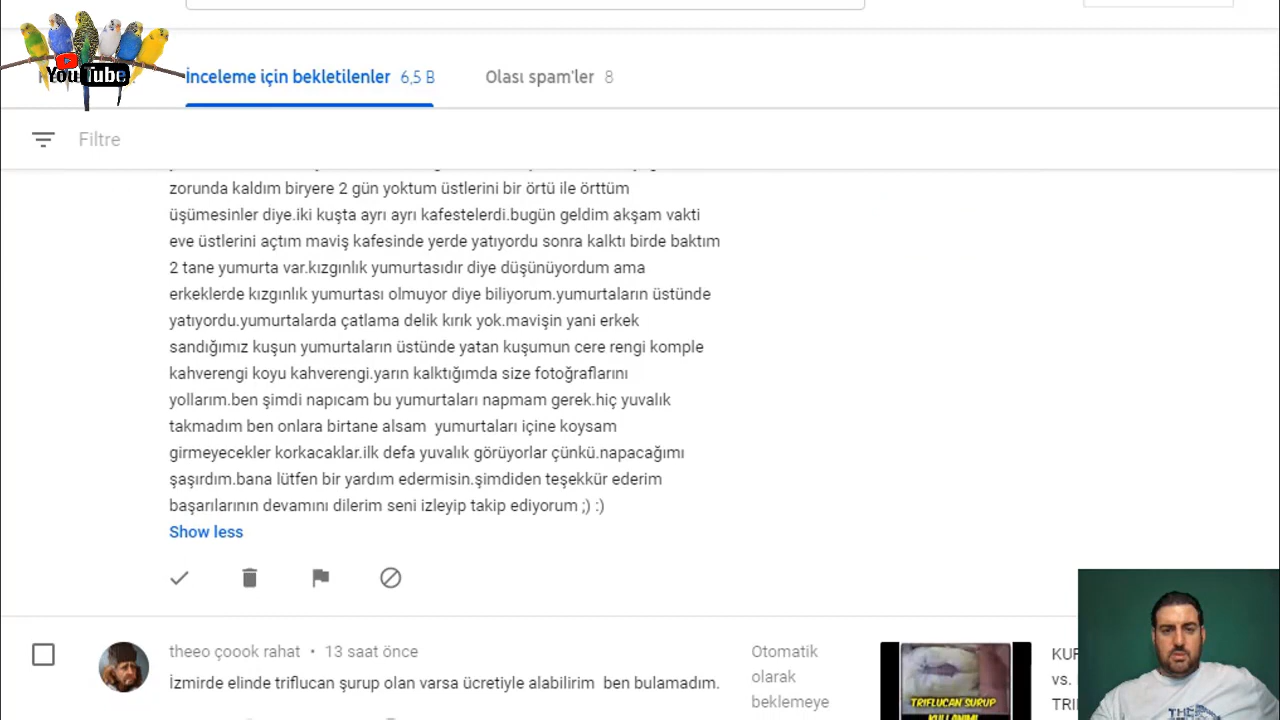 İnceleme için bekletilenler 6,5 B
Olası spam'ler 8
YouTube
Filtre
zorunda kaldım biryere 2 gün yoktum üstlerini bir örtü ile örttüm
üşümesinler diye.iki kuşta ayrı ayrı kafestelerdi.bugün geldim akşam vakti
eve üstlerini açtım maviş kafesinde yerde yatıyordu sonra kalktı birde baktım
2 tane yumurta var.kızgınlık yumurtasıdır diye düşünüyordum ama
erkeklerde kızgınlık yumurtası olmuyor diye biliyorum.yumurtaların üstünde
yatıyordu.yumurtalarda çatlama delik kırık yok.mavişin yani erkek
sandığımız kuşun yumurtaların üstünde yatan kuşumun cere rengi komple
kahverengi koyu kahverengi.yarın kalktığımda size fotoğraflarını
yollarım.ben şimdi napıcam bu yumurtaları napmam gerek.hiç yuvalık
takmadım ben onlara birtane alsam yumurtaları içine koysam
girmeyecekler korkacaklar.ilk defa yuvalık görüyorlar çünkü.napacağımı
şaşırdım.bana lütfen bir yardım edermisin.şimdiden teşekkür ederim
başarılarının devamını dilerim seni izleyip takip ediyorum ;) :)
Show less
theeo çoook rahat • 13 saat önce
İzmirde elinde triflucan şurup olan varsa ücretiyle alabilirim ben bulamadım.
Otomatik
olarak
beklemeye
TRIFLUCAN SURUP
KULLANIMI
vs.
THE